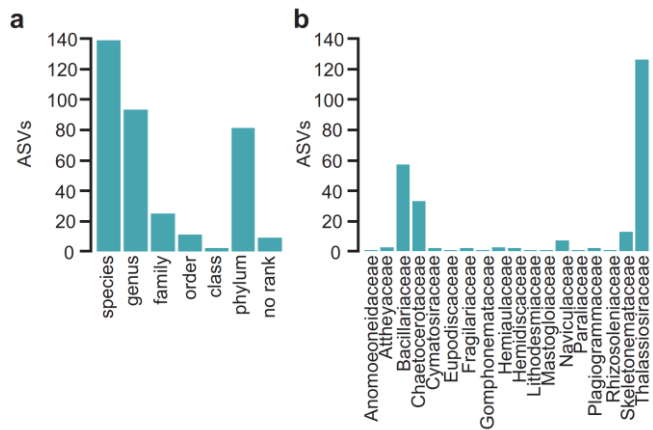 a
ASVs
140
120
100
80
60
40
20
0
species
genus
family
order
class
phylum
no rank
b
ASVs
140
120
100
80
60
40
20
0
Anomoeoneidaceae
Attheyaceae
Bacillariaceae
Chaetocerotaceae
Cymatosiraceae
Eupodiscaceae
Fragilariaceae
Gomphonemataceae
Hemiaulaceae
Hemidiscaceae
Lithodesmiaceae
Mastogloiaceae
Naviculaceae
Paraliaceae
Plagiogrammaceae
Rhizosoleniaceae
Skeletonemataceae
Thalassiosiraceae